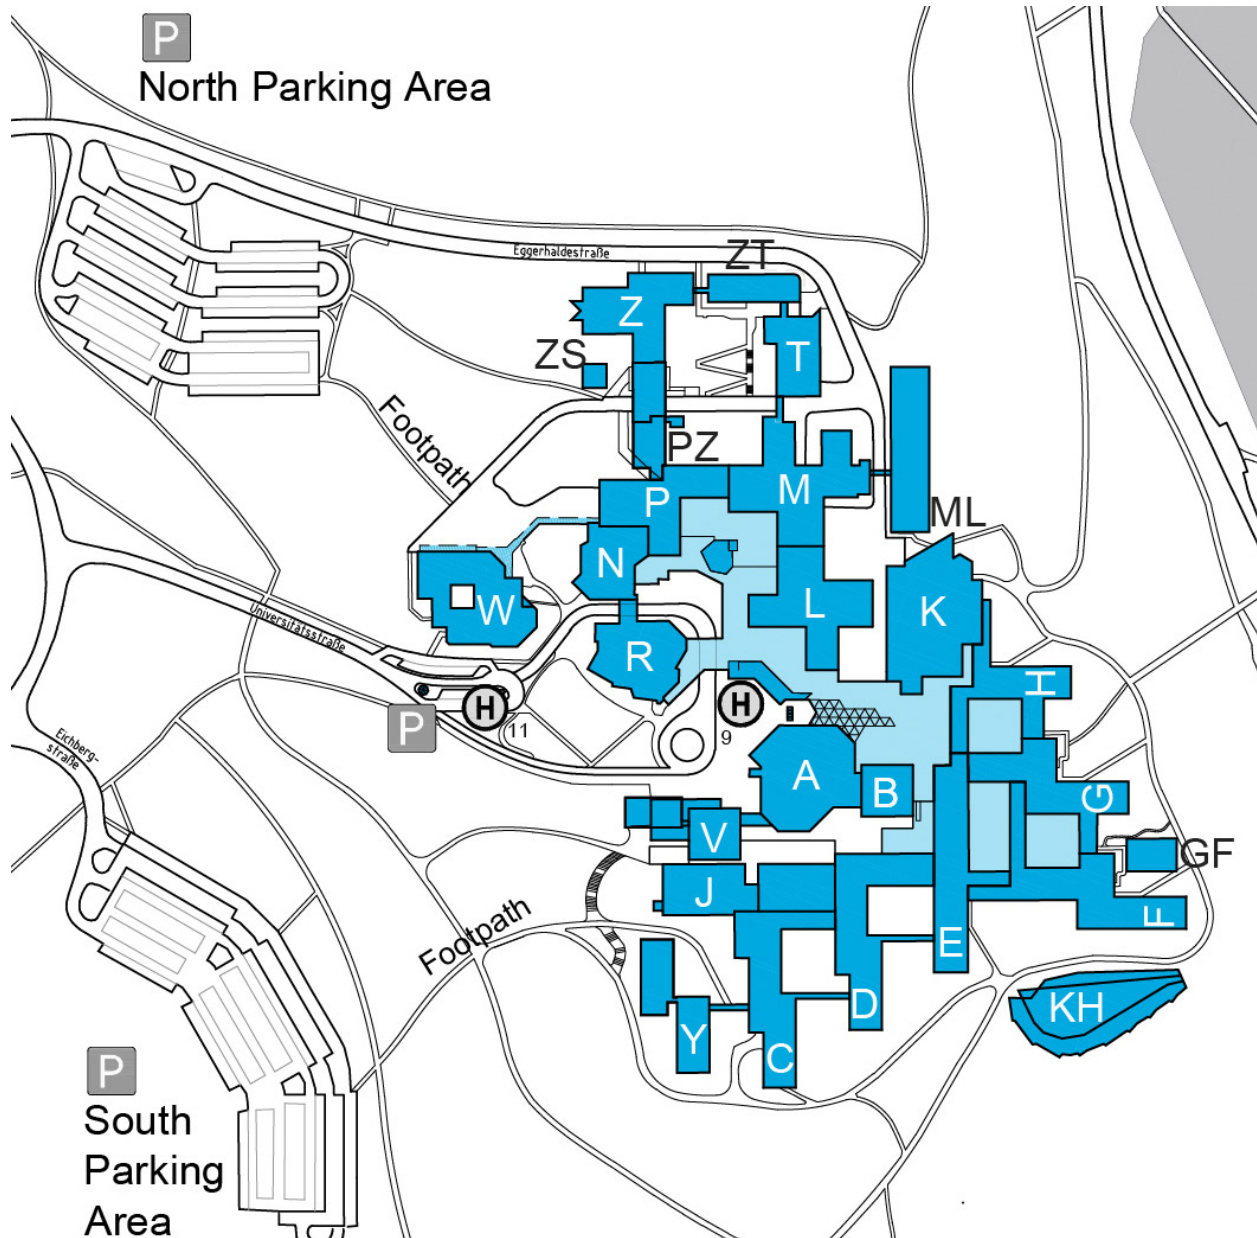 P
North Parking Area
Eggerhaldestraße
ZT
Z
ZS
T
Footpath
PZ
P
M
ML
N
W
L
K
Universitätsstraße
R
H
H
H
P
11
9
Eichberg-
straße
A
B
G
V
GF
J
F
Footpath
E
D
KH
Y
C
P
South
Parking
Area